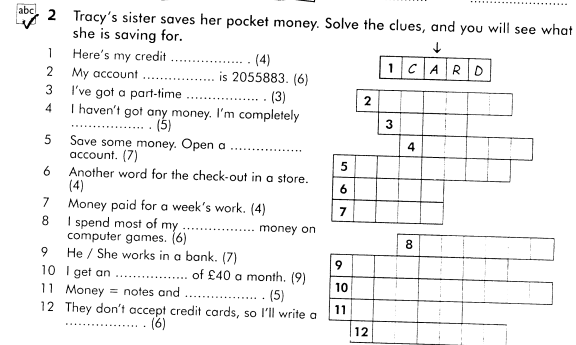 abc 2 Tracy's sister saves her pocket money. Solve the clues, and you will see what
she is saving for.
1 Here's my credit .................. . (4)
2 My account .................. is 2055883. (6)
3 I've got a part-time .................. . (3)
4 I haven't got any money. I'm completely
.................. . (5)
5 Save some money. Open a ..................
account. (7)
6 Another word for the check-out in a store.
(4)
7 Money paid for a week's work. (4)
8 I spend most of my .................. money on
computer games. (6)
9 He / She works in a bank. (7)
10 I get an .................. of £40 a month. (9)
11 Money = notes and .................. . (5)
12 They don't accept credit cards, so I'll write a
.................. . (6)
1 C A R D
2
3
4
5
6
7
8
9
10
11
12